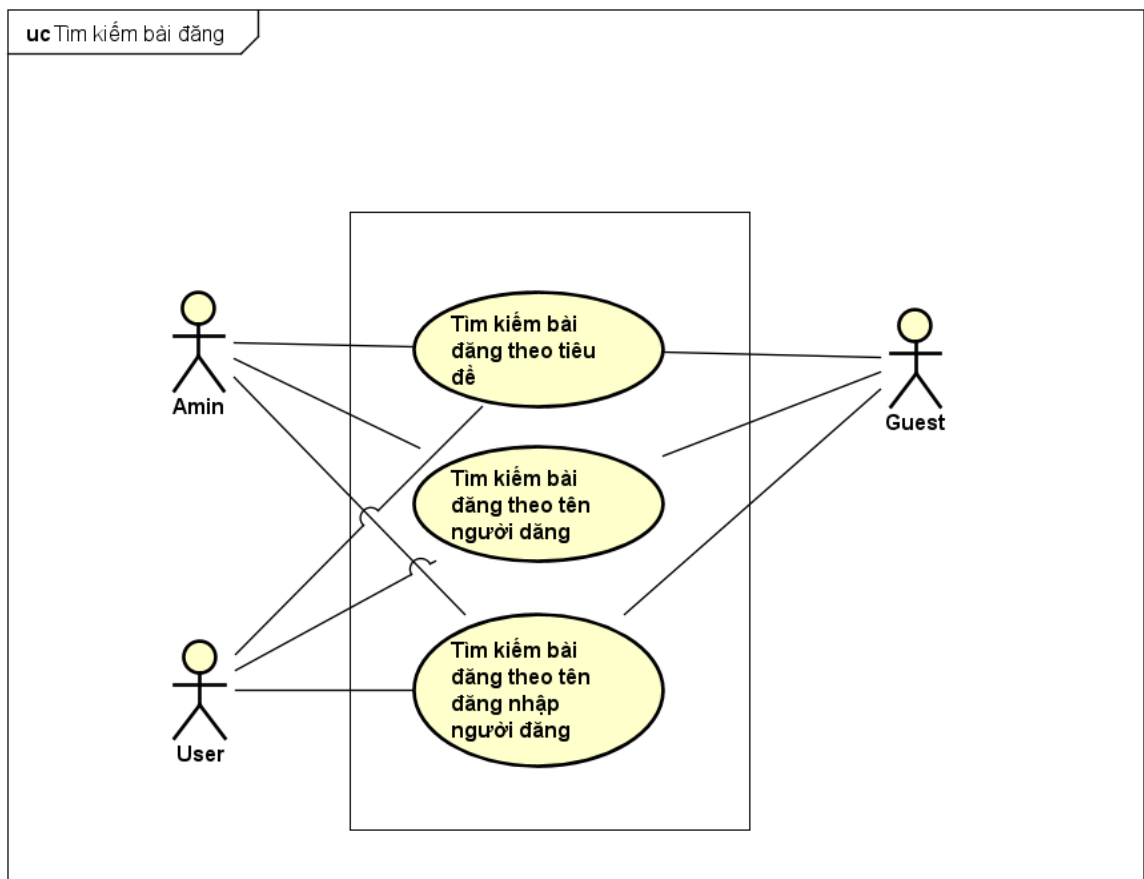 uc Tìm kiếm bài đăng
Tìm kiếm bài
đăng theo tiêu
đề
Amin
Guest
Tìm kiếm bài
đăng theo tên
người dăng
Tìm kiếm bài
đăng theo tên
đăng nhập
người đăng
User